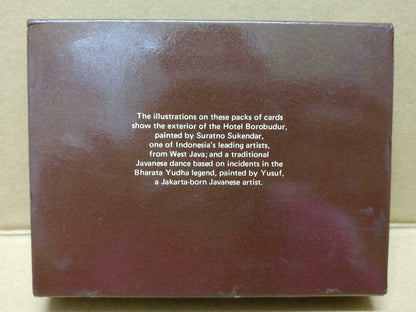 The illustrations on these packs of cards
show the exterior of the Hotel Borobudur,
painted by Suratno Sukendar,
one of Indonesia's leading artists,
from West Java; and a traditional
Javanese dance based on incidents in the
Bharata Yudha legend, painted by Yusuf,
a Jakarta-born Javanese artist.